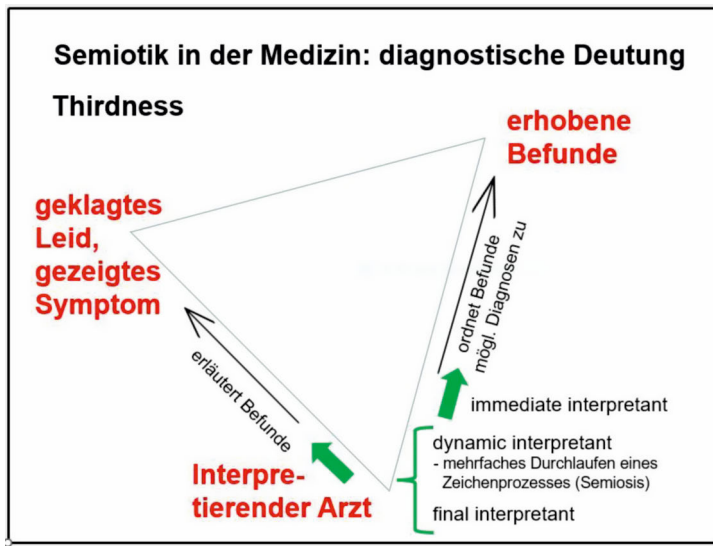 Semiotik in der Medizin: diagnostische Deutung
Thirdness
erhobene
Befunde
geklagtes
Leid,
gezeigtes
Symptom
ordnet Befunde
mögl. Diagnosen zu
erläutert Befunde
immediate interpretant
dynamic interpretant
- mehrfaches Durchlaufen eines
Zeichenprozesses (Semiosis)
final interpretant
Interpre-
tierender Arzt